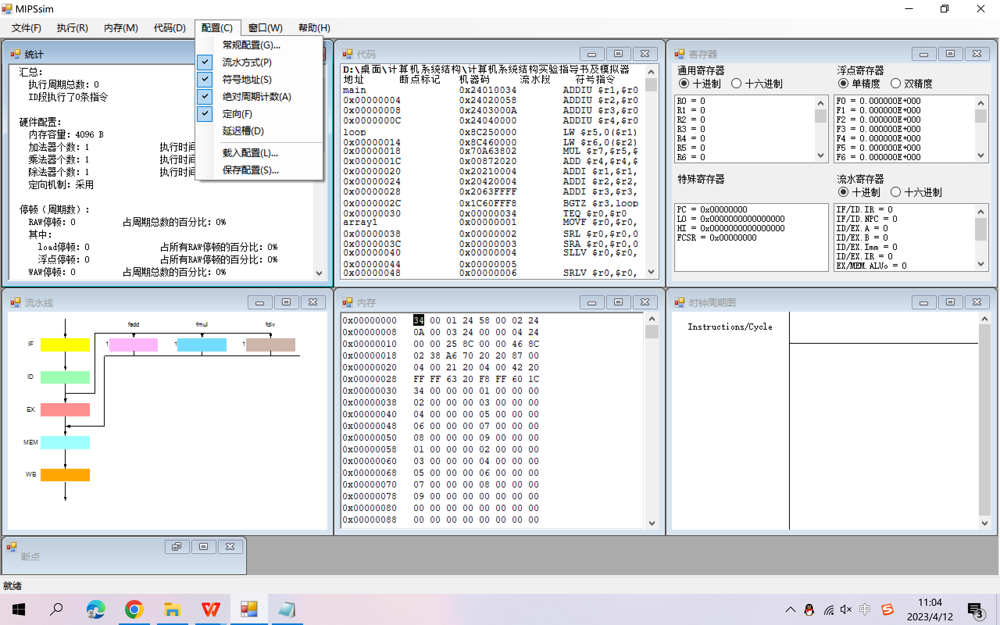 MIPSsim
文件(F) 执行(R) 内存(M) 代码(D) 配置(C) 窗口(W) 帮助(H)
常规配置(G)...
流水方式(P)
符号地址(S)
绝对周期计数(A)
定向(F)
延迟槽(D)
载入配置(L)...
保存配置(S)...
统计
汇总:
执行周期总数: 0
ID段执行了0条指令
硬件配置:
内存容量: 4096 B
加法器个数: 1 执行时间
乘法器个数: 1 执行时间
除法器个数: 1 执行时间
定向机制: 采用
停顿（周期数）:
RAW停顿: 0 占周期总数的百分比: 0%
其中:
load停顿: 0 占所有RAW停顿的百分比: 0%
浮点停顿: 0 占所有RAW停顿的百分比: 0%
WAW停顿: 0 占周期总数的百分比: 0%
代码
D:\桌面\计算机系统结构\计算机系统结构实验指导书及模拟器
地址 断点标记 机器码 流水段 符号指令
main 0x24010034 ADDIU $r1,$r0
0x00000004 0x24020058 ADDIU $r2,$r0
0x00000008 0x2403000A ADDIU $r3,$r0
0x0000000C 0x24040000 ADDIU $r4,$r0
loop 0x8C250000 LW $r5,0($r1)
0x00000014 0x8C460000 LW $r6,0($r2)
0x00000018 0x70A63802 MUL $r7,$r5,$
0x0000001C 0x00872020 ADD $r4,$r4,$
0x00000020 0x20210004 ADDI $r1,$r1,
0x00000024 0x20420004 ADDI $r2,$r2,
0x00000028 0x2063FFFF ADDI $r3,$r3,
0x0000002C 0x1C60FFF8 BGTZ $r3,loop
0x00000030 0x00000034 TEQ $r0,$r0
array1 0x00000001 MOVF $r0,$r0,
0x00000038 0x00000002 SRL $r0,$r0,0
0x0000003C 0x00000003 SRA $r0,$r0,0
0x00000040 0x00000004 SLLV $r0,$r0,
0x00000044 0x00000005
0x00000048 0x00000006 SRLV $r0,$r0,
寄存器
通用寄存器 浮点寄存器
十进制 十六进制 单精度 双精度
R0 = 0 F0 = 0.000000E+000
R1 = 0 F1 = 0.000000E+000
R2 = 0 F2 = 0.000000E+000
R3 = 0 F3 = 0.000000E+000
R4 = 0 F4 = 0.000000E+000
R5 = 0 F5 = 0.000000E+000
R6 = 0 F6 = 0.000000E+000
特殊寄存器 流水寄存器
十进制 十六进制
PC = 0x00000000 IF/ID.IR = 0
LO = 0x0000000000000000 IF/ID.NPC = 0
HI = 0x0000000000000000 ID/EX.A = 0
FCSR = 0x00000000 ID/EX.B = 0
ID/EX.Imm = 0
ID/EX.IR = 0
EX/MEM.ALUo = 0
流水线
fadd fmul fdiv
IF 1 1 1
ID
EX
MEM
WB
内存
0x00000000 34 00 01 24 58 00 02 24
0x00000008 0A 00 03 24 00 00 04 24
0x00000010 00 00 25 8C 00 00 46 8C
0x00000018 02 38 A6 70 20 20 87 00
0x00000020 04 00 21 20 04 00 42 20
0x00000028 FF FF 63 20 F8 FF 60 1C
0x00000030 34 00 00 00 01 00 00 00
0x00000038 02 00 00 00 03 00 00 00
0x00000040 04 00 00 00 05 00 00 00
0x00000048 06 00 00 00 07 00 00 00
0x00000050 08 00 00 00 09 00 00 00
0x00000058 01 00 00 00 02 00 00 00
0x00000060 03 00 00 00 04 00 00 00
0x00000068 05 00 00 00 06 00 00 00
0x00000070 07 00 00 00 08 00 00 00
0x00000078 09 00 00 00 00 00 00 00
0x00000080 00 00 00 00 00 00 00 00
0x00000088 00 00 00 00 00 00 00 00
时钟周期图
Instructions/Cycle
断点
就绪
中
11:04
2023/4/12
3